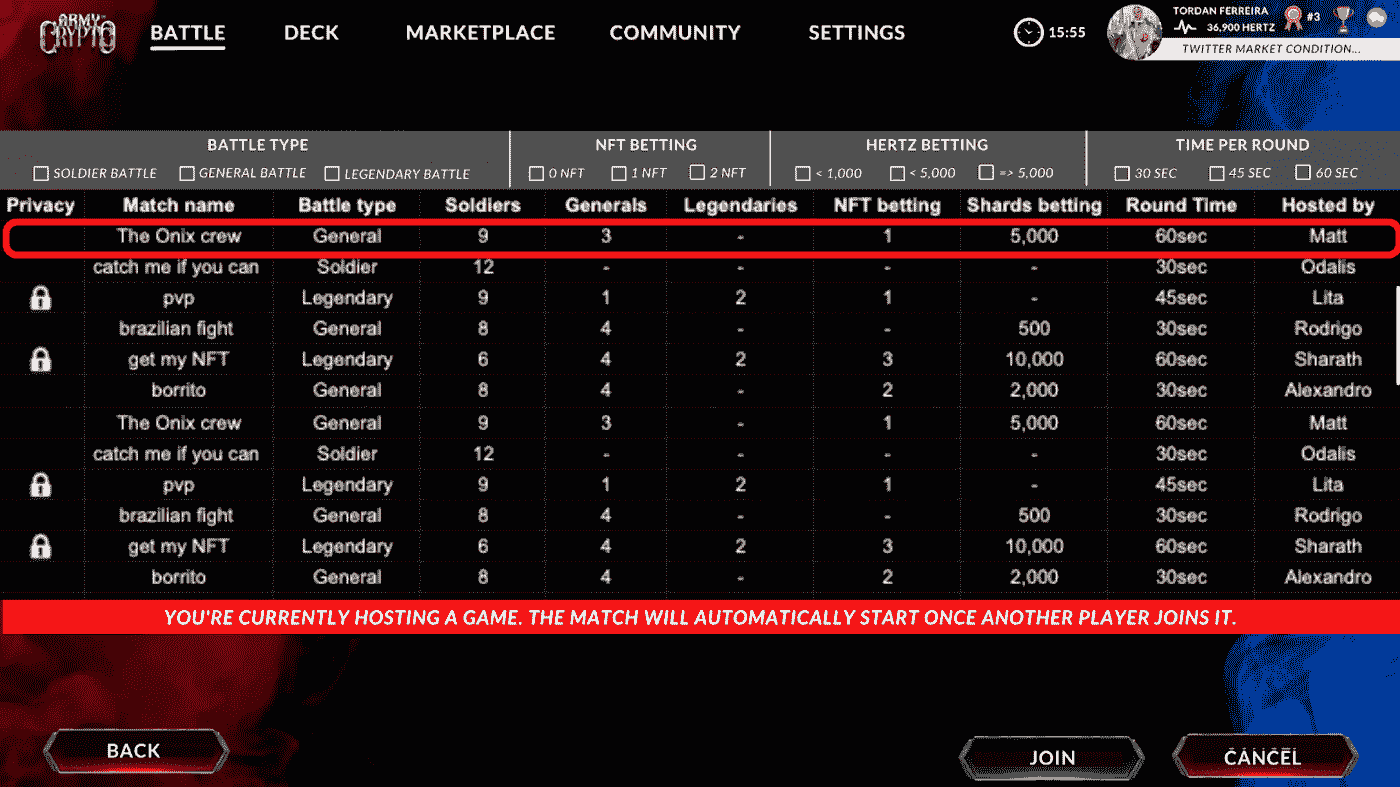 ARMY
CRYPTO
BATTLE DECK MARKETPLACE COMMUNITY SETTINGS
15:55
TORDAN FERREIRA
36,900 HERTZ
#3
TWITTER MARKET CONDITION...
BATTLE TYPE NFT BETTING HERTZ BETTING TIME PER ROUND
SOLDIER BATTLE GENERAL BATTLE LEGENDARY BATTLE 0 NFT 1 NFT 2 NFT < 1,000 < 5,000 => 5,000 30 SEC 45 SEC 60 SEC
Privacy Match name Battle type Soldiers Generals Legendaries NFT betting Shards betting Round Time Hosted by
The Onix crew General 9 3 - 1 5,000 60sec Matt
catch me if you can Soldier 12 - - - - 30sec Odalis
pvp Legendary 9 1 2 1 - 45sec Lita
brazilian fight General 8 4 - - 500 30sec Rodrigo
get my NFT Legendary 6 4 2 3 10,000 60sec Sharath
borrito General 8 4 - 2 2,000 30sec Alexandro
The Onix crew General 9 3 - 1 5,000 60sec Matt
catch me if you can Soldier 12 - - - - 30sec Odalis
pvp Legendary 9 1 2 1 - 45sec Lita
brazilian fight General 8 4 - - 500 30sec Rodrigo
get my NFT Legendary 6 4 2 3 10,000 60sec Sharath
borrito General 8 4 - 2 2,000 30sec Alexandro
YOU'RE CURRENTLY HOSTING A GAME. THE MATCH WILL AUTOMATICALLY START ONCE ANOTHER PLAYER JOINS IT.
BACK JOIN CANCEL